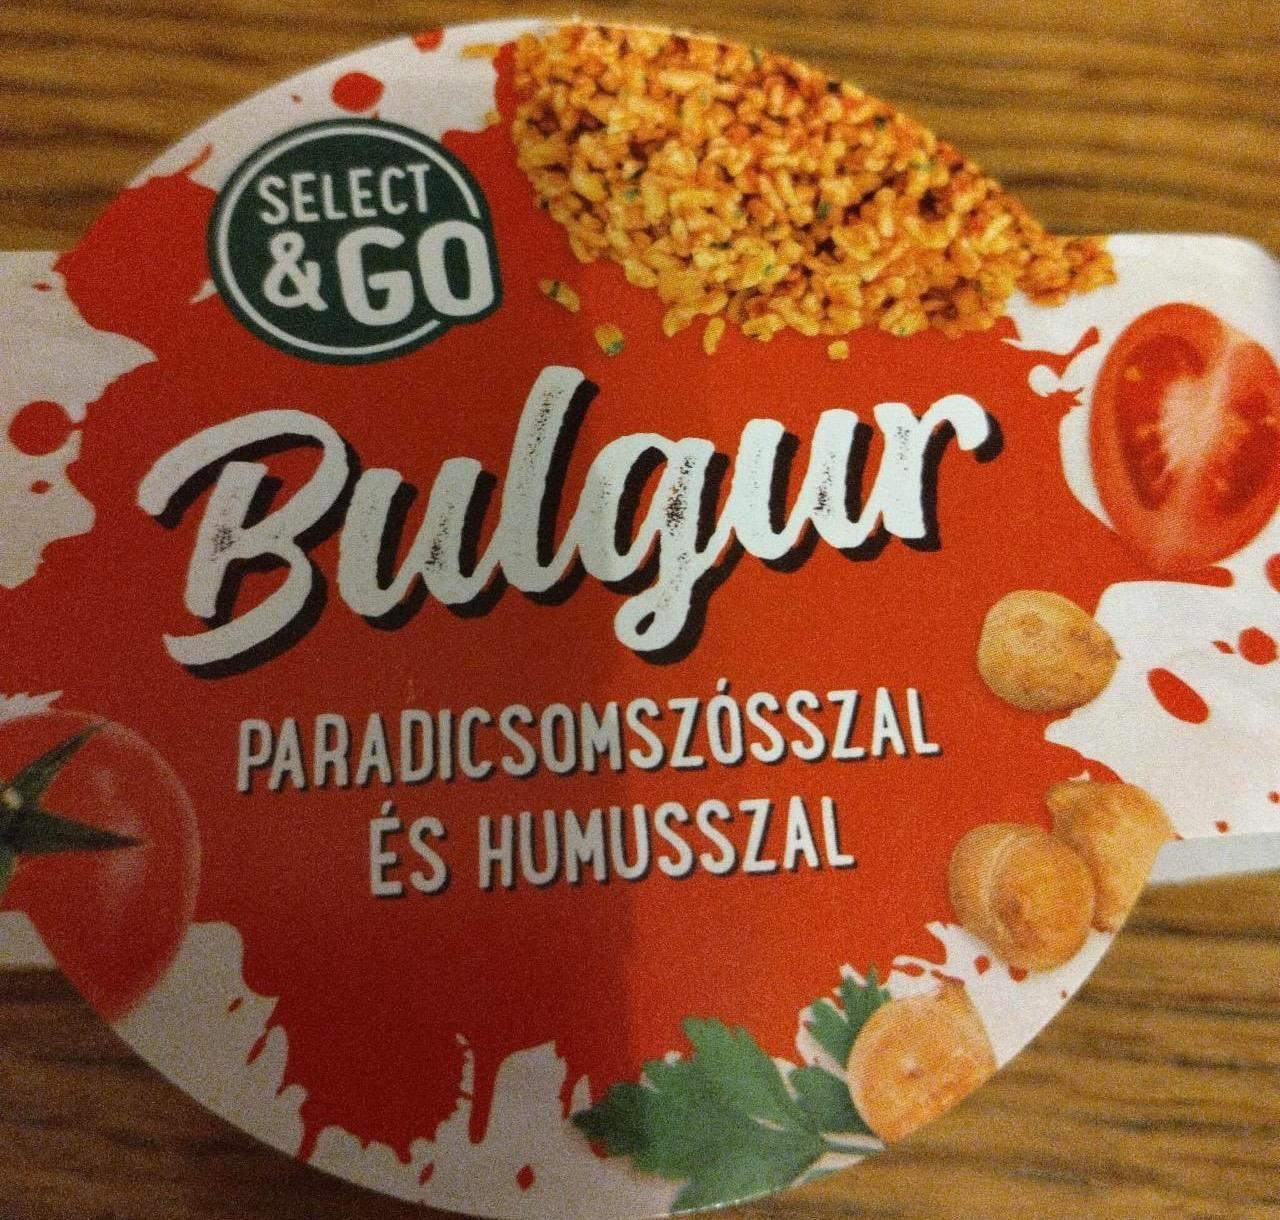 SELECT
& GO
Bulgur
PARADICSOMSZÓSSZAL
ÉS HUMUSSZAL